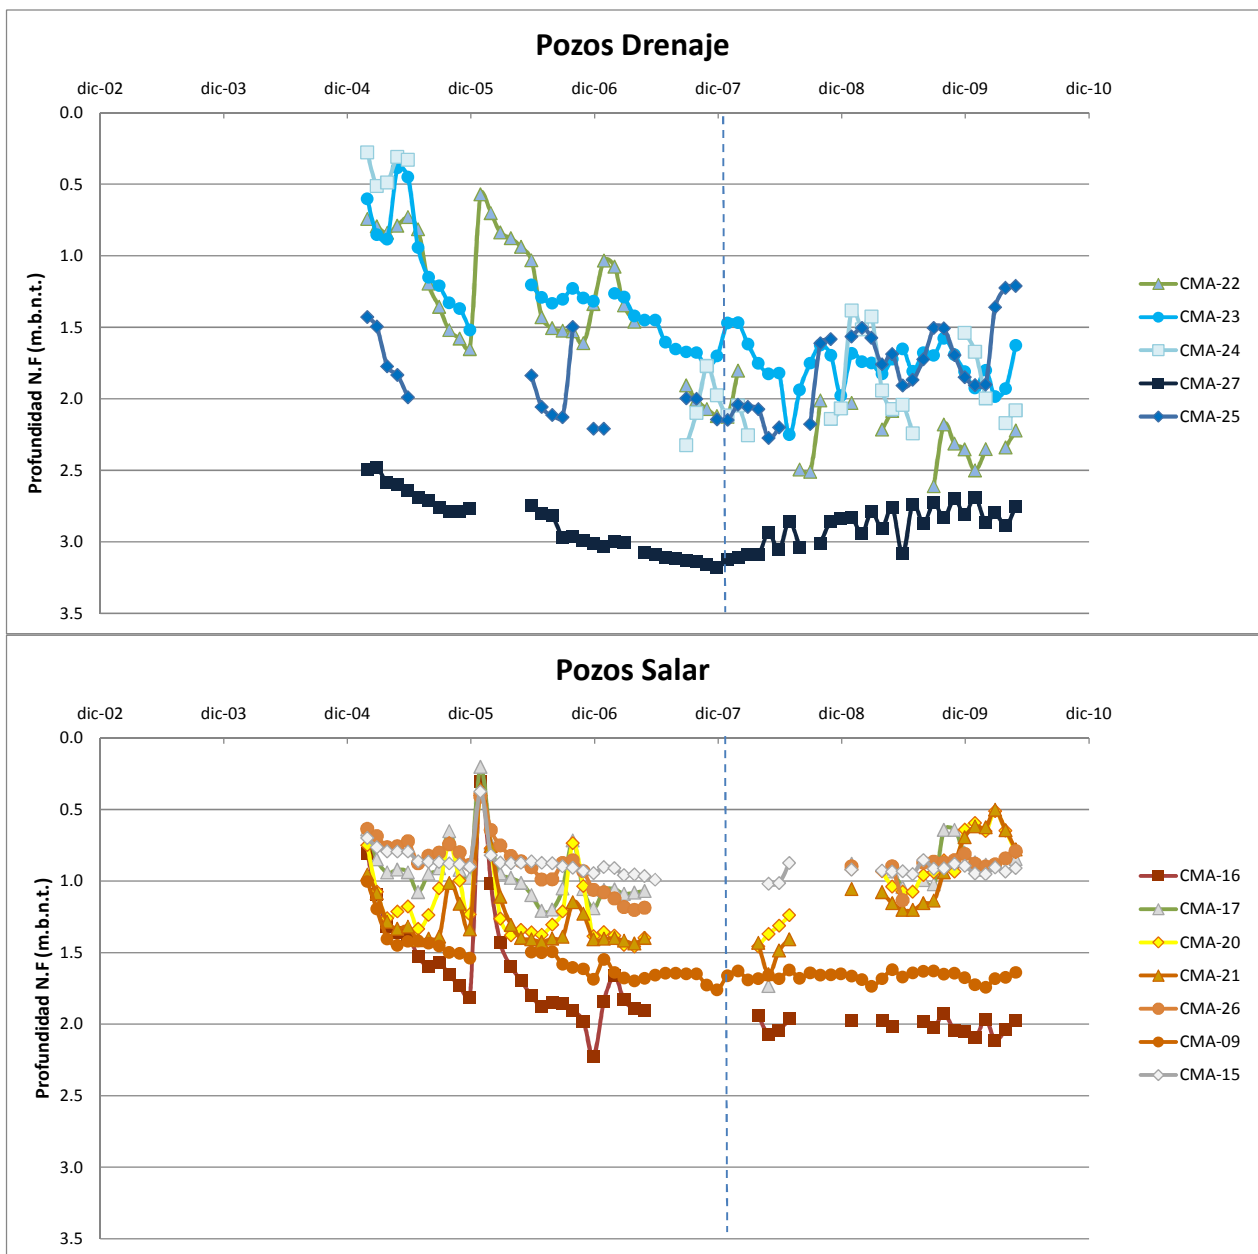 Pozos Drenaje
dic-02 dic-03 dic-04 dic-05 dic-06 dic-07 dic-08 dic-09 dic-10
0.0
0.5
1.0
1.5
2.0
2.5
3.0
3.5
Profundidad N.F (m.b.n.t.)
CMA-22
CMA-23
CMA-24
CMA-27
CMA-25
Pozos Salar
dic-02 dic-03 dic-04 dic-05 dic-06 dic-07 dic-08 dic-09 dic-10
0.0
0.5
1.0
1.5
2.0
2.5
3.0
3.5
Profundidad N.F (m.b.n.t.)
CMA-16
CMA-17
CMA-20
CMA-21
CMA-26
CMA-09
CMA-15